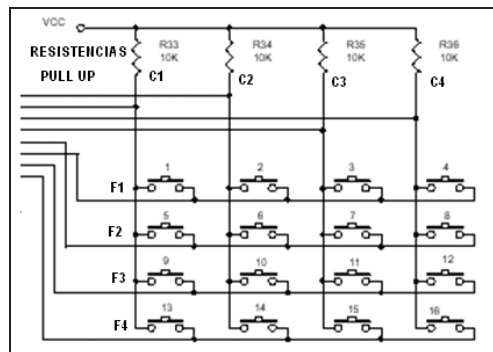 VCC
RESISTENCIAS R33 R34 R35 R36
10K 10K 10K 10K
PULL UP C1 C2 C3 C4
1 2 3 4
F1
5 6 7 8
F2
9 10 11 12
F3
13 14 15 16
F4